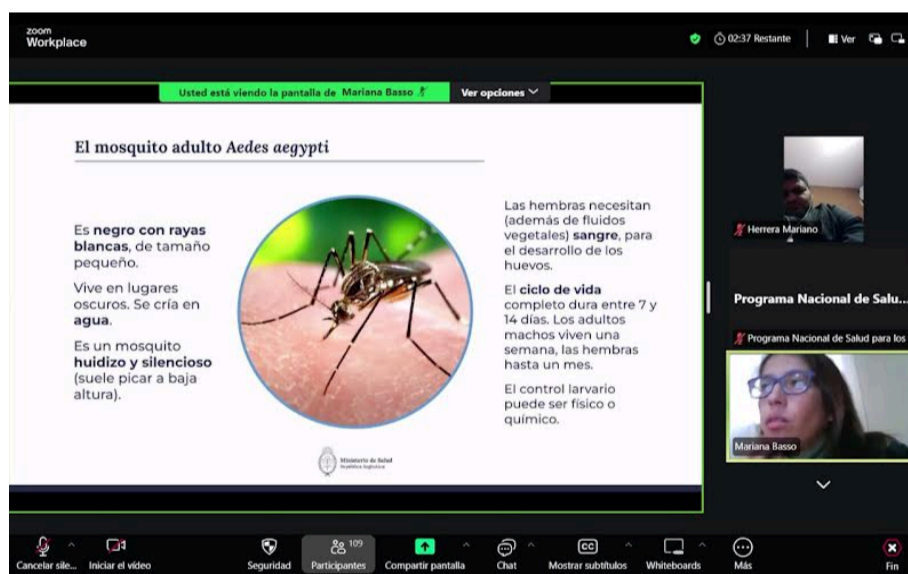 zoom
Workplace
02:37 Restante
Ver
Usted está viendo la pantalla de Mariana Basso
Ver opciones
El mosquito adulto Aedes aegypti
Es negro con rayas
blancas, de tamaño
pequeño.
Vive en lugares
oscuros. Se cría en
agua.
Es un mosquito
huidizo y silencioso
(suele picar a baja
altura).
Las hembras necesitan
(además de fluidos
vegetales) sangre, para
el desarrollo de los
huevos.
El ciclo de vida
completo dura entre 7 y
14 días. Los adultos
machos viven una
semana, las hembras
hasta un mes.
El control larvario
puede ser físico o
químico.
Ministerio de Salud
República Argentina
Herrera Mariano
Programa Nacional de Salu...
Programa Nacional de Salud para los
Mariana Basso
Cancelar sile...
Iniciar el vídeo
Seguridad
109
Participantes
Compartir pantalla
Chat
CC
Mostrar subtítulos
Whiteboards
Más
Fin